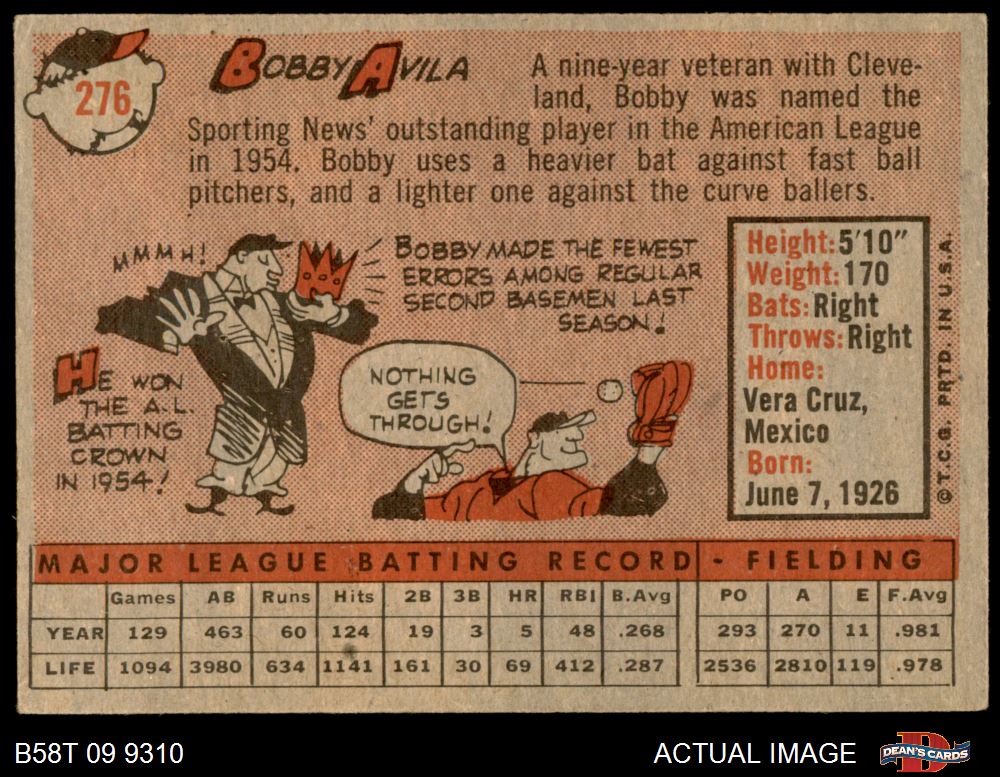 276
BOBBY AVILA
A nine-year veteran with Cleve-
land, Bobby was named the
Sporting News' outstanding player in the American League
in 1954. Bobby uses a heavier bat against fast ball
pitchers, and a lighter one against the curve ballers.
MMMH!
HE WON
THE A.L.
BATTING
CROWN
IN 1954!
BOBBY MADE THE FEWEST
ERRORS AMONG REGULAR
SECOND BASEMEN LAST
SEASON!
NOTHING
GETS
THROUGH!
Height: 5'10"
Weight: 170
Bats: Right
Throws: Right
Home:
Vera Cruz,
Mexico
Born:
June 7, 1926
© T.C.G. PRTD. IN U.S.A.
MAJOR LEAGUE BATTING RECORD - FIELDING
Games AB Runs Hits 2B 3B HR RBI B.Avg PO A E F.Avg
YEAR 129 463 60 124 19 3 5 48 .268 293 270 11 .981
LIFE 1094 3980 634 1141 161 30 69 412 .287 2536 2810 119 .978
B58T 09 9310
ACTUAL IMAGE
DEAN'S CARDS